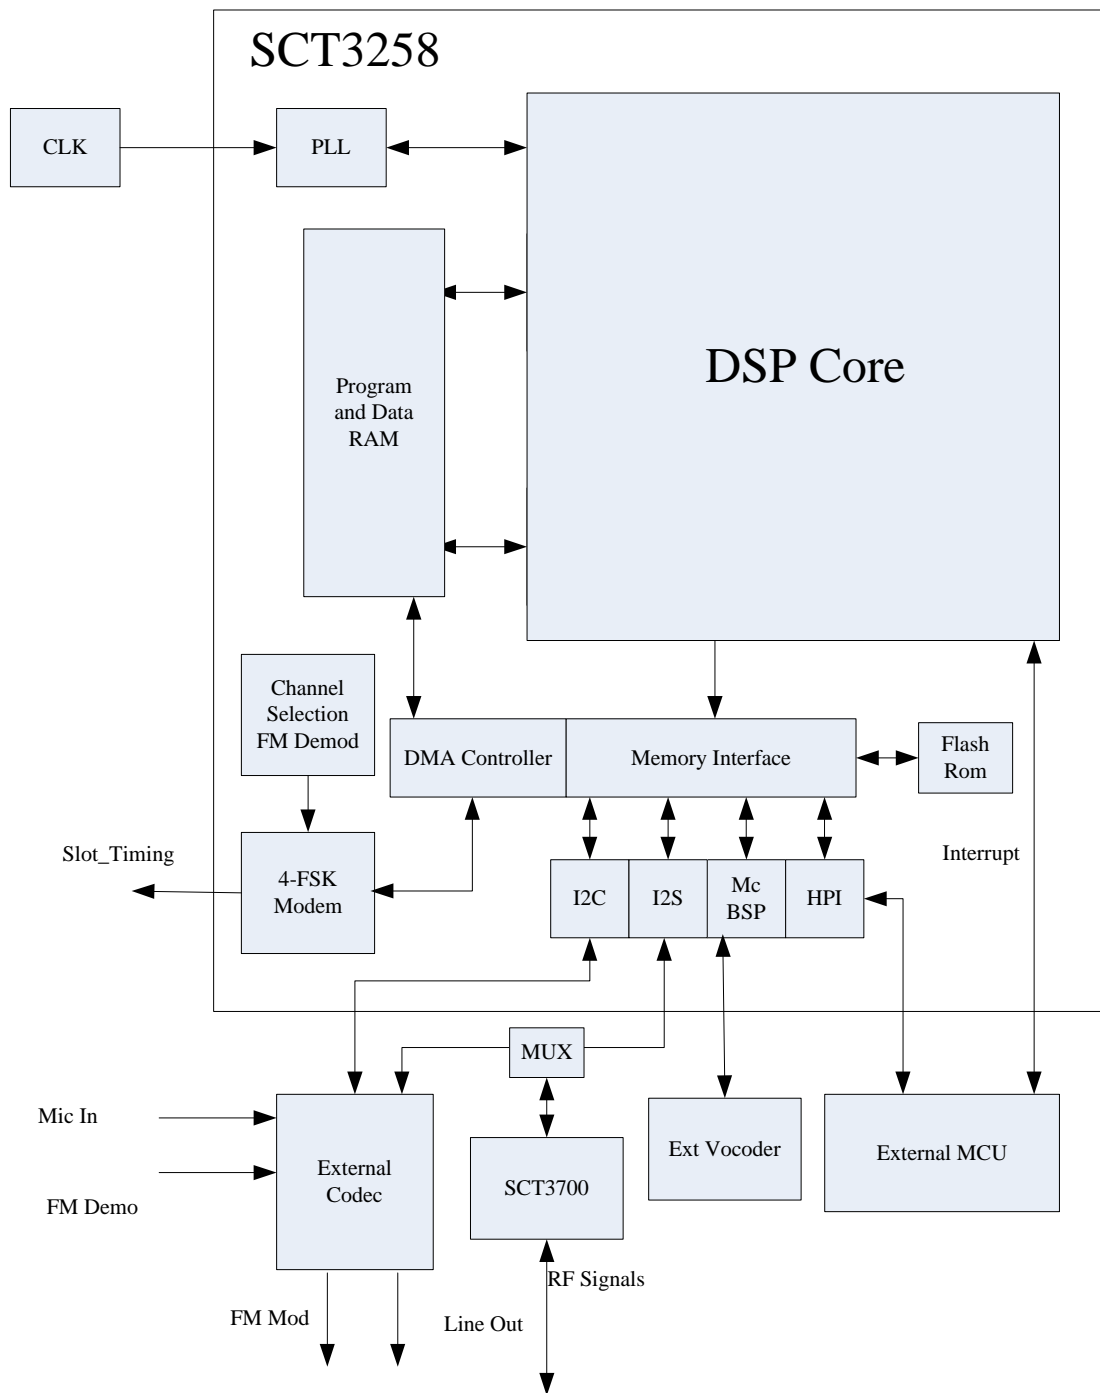 SCT3258
CLK
PLL
DSP Core
Program
and Data
RAM
Channel
Selection
FM Demod
DMA Controller
Memory Interface
Flash
Rom
Slot_Timing
4-FSK
Modem
Interrupt
I2C
I2S
Mc
BSP
HPI
MUX
Mic In
FM Demo
External
Codec
SCT3700
Ext Vocoder
External MCU
RF Signals
FM Mod
Line Out